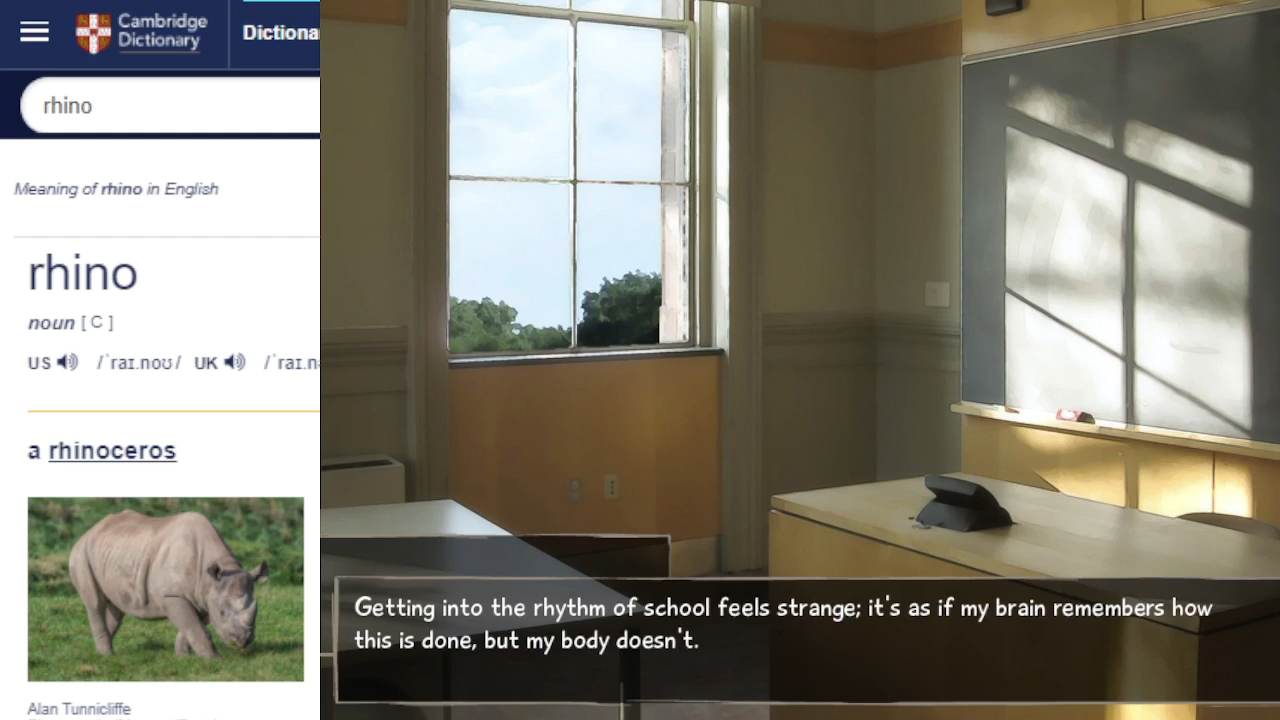 Cambridge
Dictionary
Dictiona
rhino
Meaning of rhino in English
rhino
noun [ C ]
US /ˈraɪ.noʊ/ UK /ˈraɪ.n
a rhinoceros
Alan Tunnicliffe
Getting into the rhythm of school feels strange; it's as if my brain remembers how
this is done, but my body doesn't.